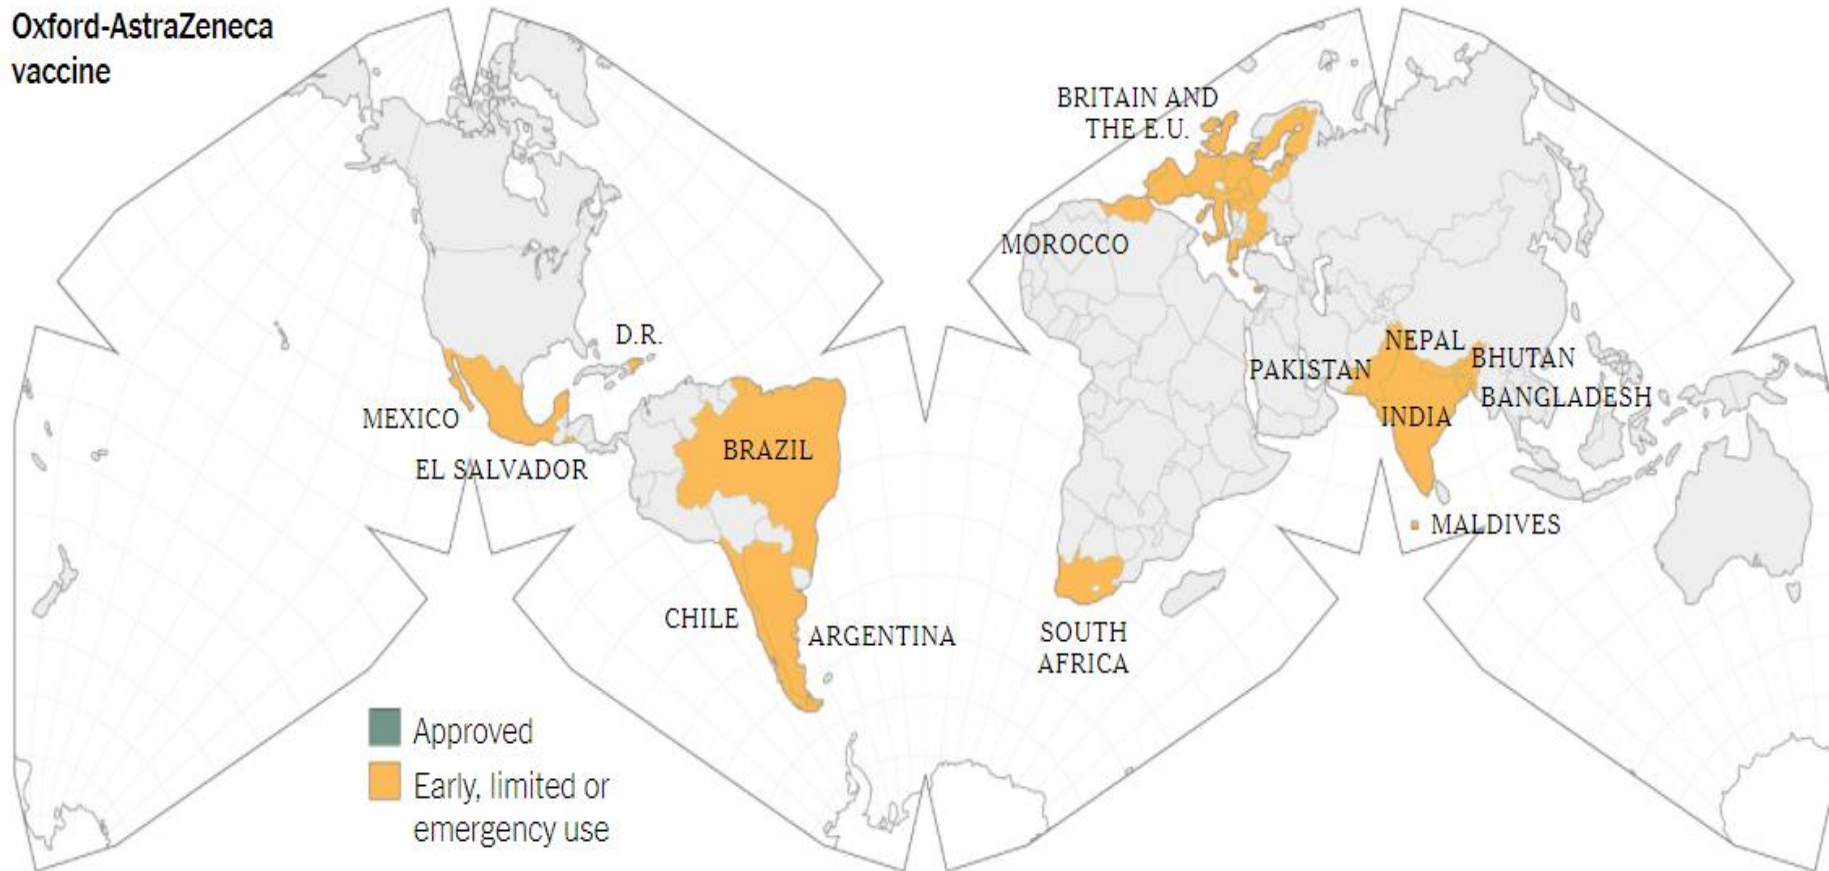 Oxford-AstraZeneca
vaccine
BRITAIN AND
THE E.U.
MOROCCO
D.R.
NEPAL
BHUTAN
PAKISTAN
BANGLADESH
MEXICO
INDIA
BRAZIL
EL SALVADOR
MALDIVES
CHILE
ARGENTINA
SOUTH
AFRICA
Approved
Early, limited or
emergency use